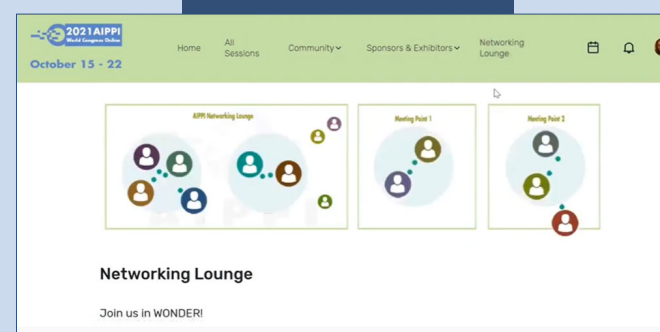 2021AIPPI
World Congress Online
October 15 - 22
Home
All
Sessions
Community
Sponsors & Exhibitors
Networking
Lounge
AIPPI Networking Lounge
Meeting Point 1
Meeting Point 2
AIPPI
Networking Lounge
Join us in WONDER!